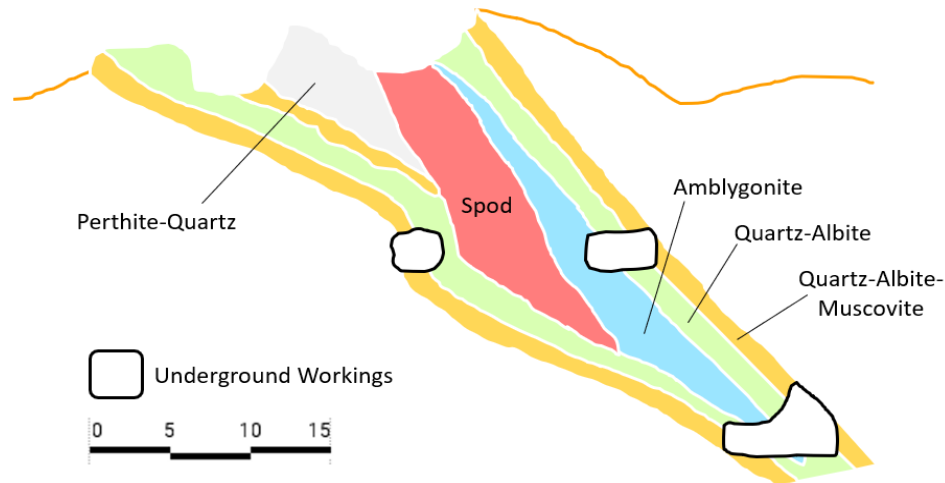 Perthite-Quartz
Spod
Amblygonite
Quartz-Albite
Quartz-Albite-
Muscovite
Underground Workings
0 5 10 15